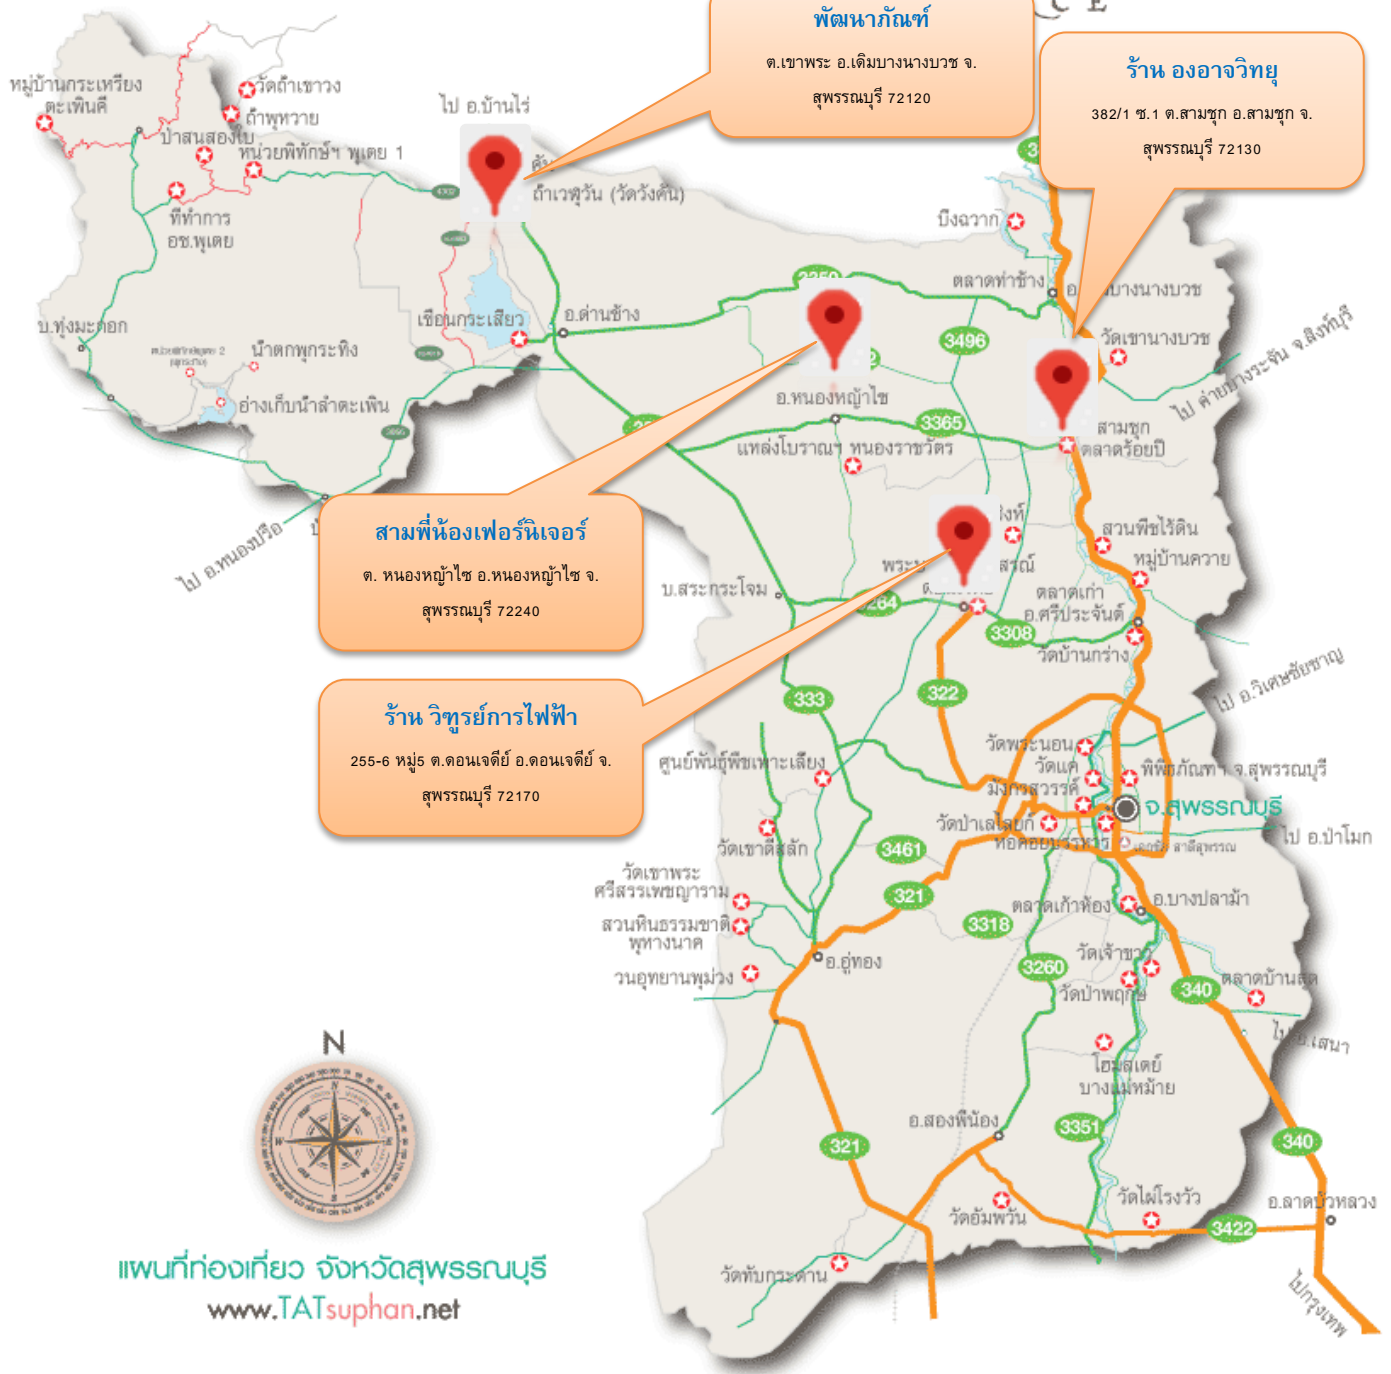 C E
พัฒนาภัณฑ์
ต.เขาพระ อ.เดิมบางนางบวช จ.
สุพรรณบุรี 72120
ร้าน องอาจวิทยุ
382/1 ซ.1 ต.สามชุก อ.สามชุก จ.
สุพรรณบุรี 72130
หมู่บ้านกระเหรี่ยง
ตะเพินคี่
วัดถ้ำเขาวง
ถ้ำพุหวาย
ป่าสนสองใบ
หน่วยพิทักษ์ฯ พุเตย 1
ที่ทำการ
อช.พุเตย
ไป อ.บ้านไร่
ถ้ำเวฬุวัน (วัดวังคัน)
บึงฉวาก
ตลาดท่าช้าง
วัดเขานางบวช
ไป ค่ายบางระจัน จ.สิงห์บุรี
เขื่อนกระเสียว
อ.ด่านช้าง
3496
บ.ทุ่งมะกอก
น้ำตกพุกระทิง
อ่างเก็บน้ำลำตะเพิน
อ.หนองหญ้าไซ
3365
สามชุก
ตลาดร้อยปี
แหล่งโบราณฯ หนองราชวัตร
ไป อ.หนองปรือ
สามพี่น้องเฟอร์นิเจอร์
ต. หนองหญ้าไซ อ.หนองหญ้าไซ จ.
สุพรรณบุรี 72240
สวนพืชไร้ดิน
หมู่บ้านควาย
บ.สระกระโจม
3264
ตลาดเก่า
อ.ศรีประจันต์
3308
วัดบ้านกร่าง
ไป อ.วิเศษชัยชาญ
333
322
ร้าน วิฑูรย์การไฟฟ้า
255-6 หมู่5 ต.ดอนเจดีย์ อ.ดอนเจดีย์ จ.
สุพรรณบุรี 72170
ศูนย์พันธุ์พืชเพาะเลี้ยง
วัดพระนอน
วัดแค
พิพิธภัณฑฯ จ.สุพรรณบุรี
มังกรสวรรค์
จ.สุพรรณบุรี
วัดป่าเลไลยก์
หอคอยบรรหาร
ไป อ.ป่าโมก
วัดเขาดีสลัก
3461
วัดเขาพระ
ศรีสรรเพชญาราม
321
ตลาดเก้าห้อง
อ.บางปลาม้า
สวนหินธรรมชาติ
พุหางนาค
3318
วนอุทยานพุม่วง
อ.อู่ทอง
3260
วัดป่าพฤกษ์
340
ตลาดบ้านสุด
ไป อ.เสนา
โฮมสเตย์
บางแม่หม้าย
N
อ.สองพี่น้อง
3351
321
340
วัดอัมพวัน
วัดไผ่โรงวัว
3422
อ.ลาดบัวหลวง
วัดทับกระดาน
ไปกรุงเทพ
แผนที่ท่องเที่ยว จังหวัดสุพรรณบุรี
www.TATsuphan.net